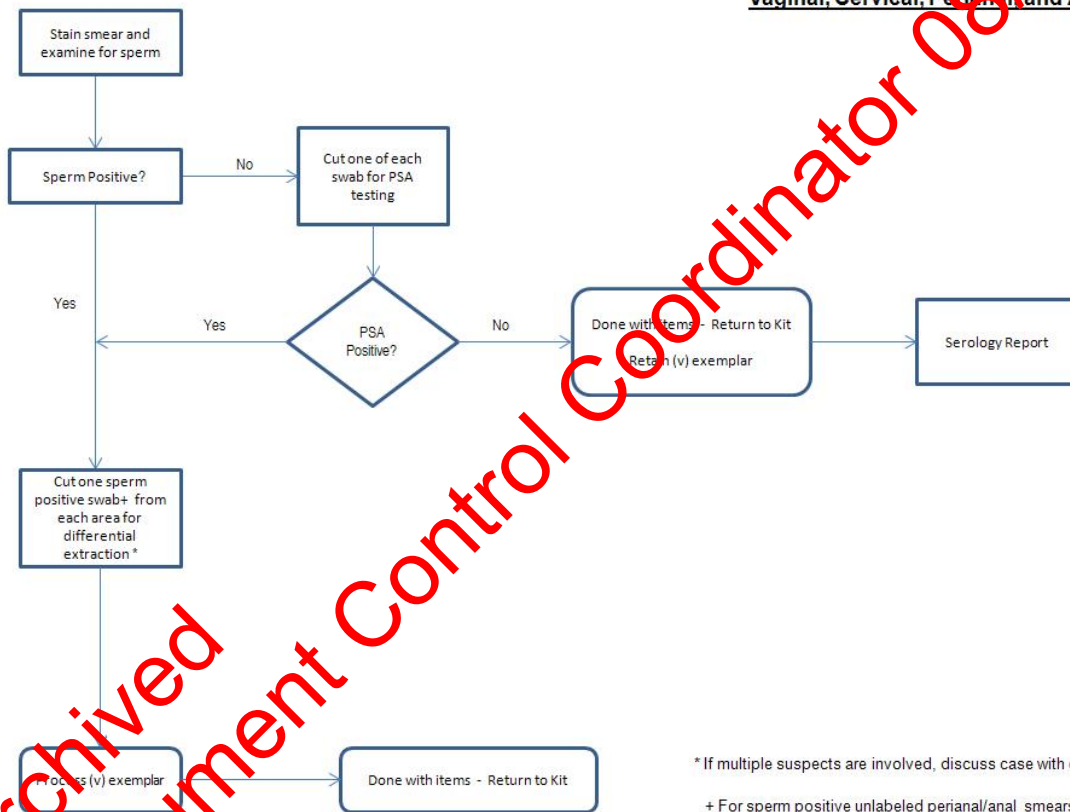 Vaginal, Cervical,
Stain smear and
examine for sperm
Sperm Positive?
No
Cut one of each
swab for PSA
testing
Yes
Yes
PSA
Positive?
No
Done with items - Return to Kit
Retain (v) exemplar
Serology Report
Cut one sperm
positive swab+ from
each area for
differential
extraction *
Process (v) exemplar
Done with items - Return to Kit
* If multiple suspects are involved, discuss case with
+ For sperm positive unlabeled perianal/anal smears
Control Coordinator 08